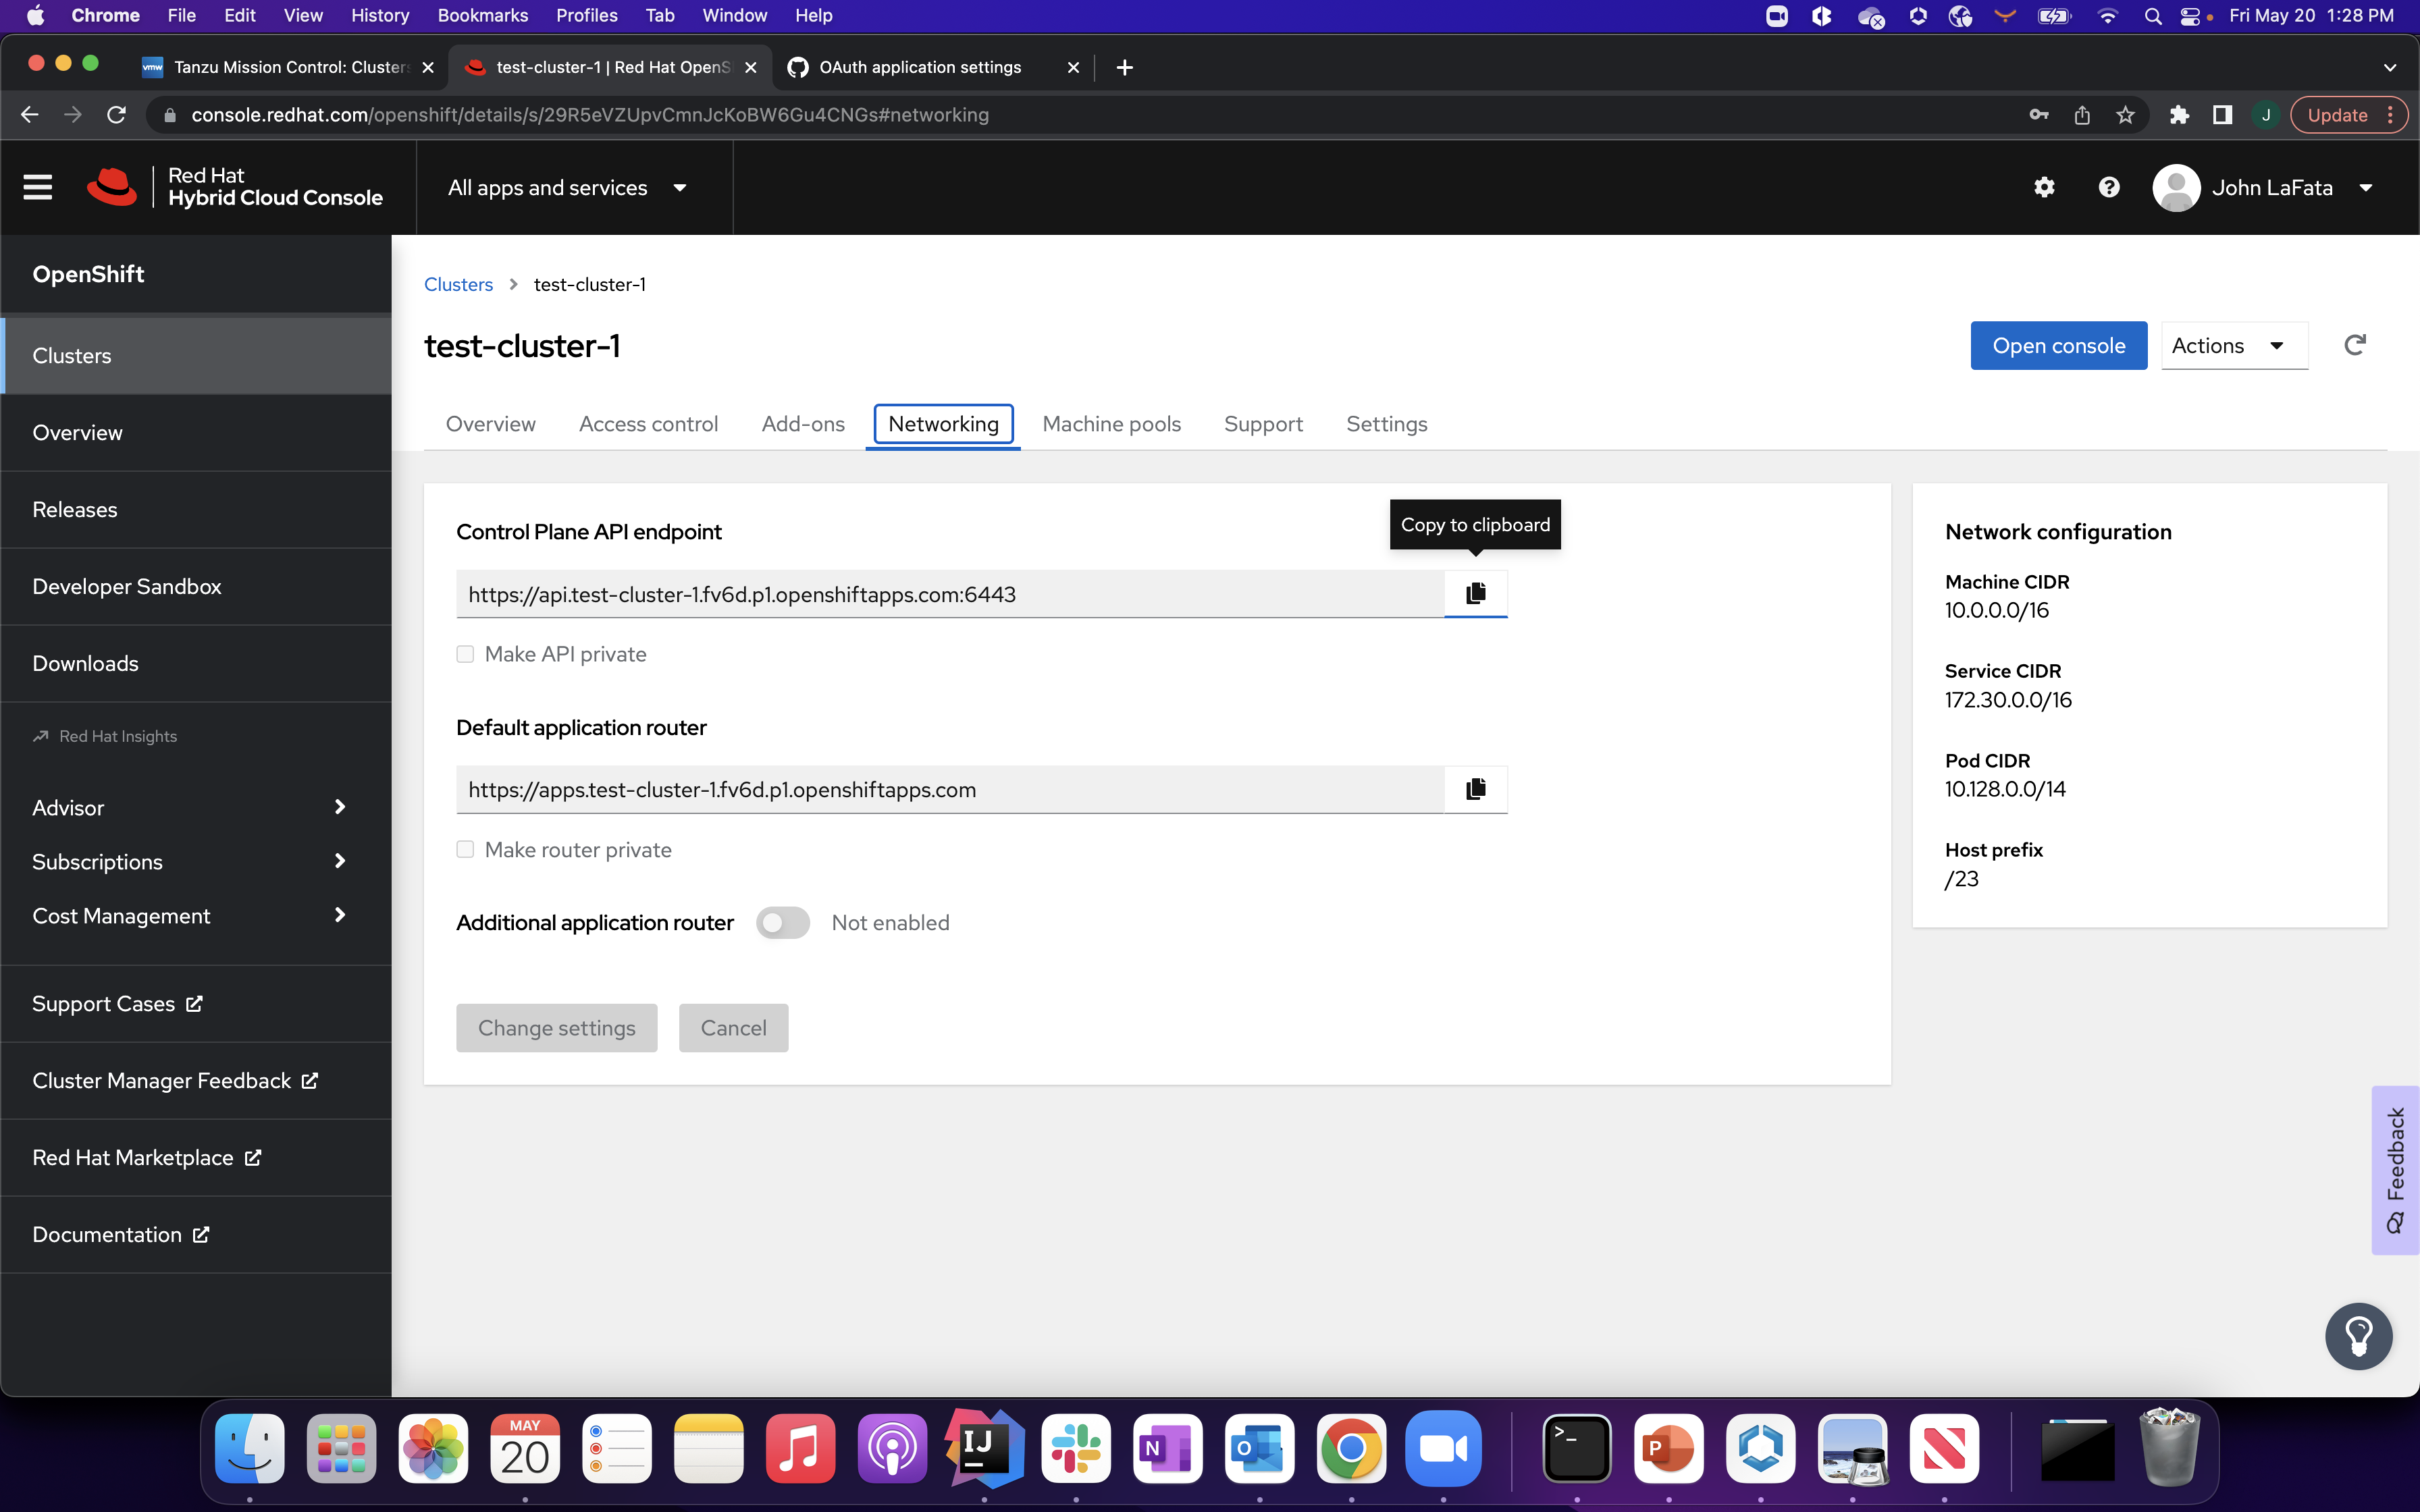 Chrome File Edit View History Bookmarks Profiles Tab Window Help Fri May 20 1:28 PM
vmw Tanzu Mission Control: Clusters test-cluster-1 | Red Hat OpenS OAuth application settings
console.redhat.com/openshift/details/s/29R5eVZUpvCmnJcKoBW6Gu4CNGs#networking J Update
Red Hat
Hybrid Cloud Console
All apps and services
John LaFata
OpenShift
Clusters
Overview
Releases
Developer Sandbox
Downloads
Red Hat Insights
Advisor
Subscriptions
Cost Management
Support Cases
Cluster Manager Feedback
Red Hat Marketplace
Documentation
Clusters > test-cluster-1
test-cluster-1
Open console Actions
Overview Access control Add-ons Networking Machine pools Support Settings
Control Plane API endpoint
Copy to clipboard
https://api.test-cluster-1.fv6d.p1.openshiftapps.com:6443
Make API private
Default application router
https://apps.test-cluster-1.fv6d.p1.openshiftapps.com
Make router private
Additional application router Not enabled
Change settings Cancel
Network configuration
Machine CIDR
10.0.0.0/16
Service CIDR
172.30.0.0/16
Pod CIDR
10.128.0.0/14
Host prefix
/23
Feedback
MAY
20
IJ
N
O
>_
P